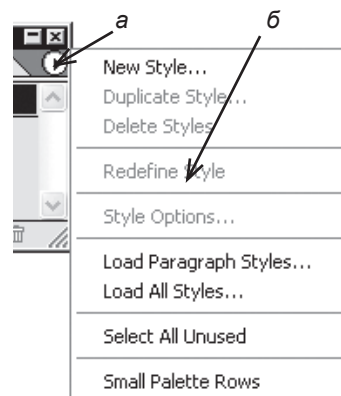 а
б
New Style...
Duplicate Style...
Delete Styles
Redefine Style
Style Options...
Load Paragraph Styles...
Load All Styles...
Select All Unused
Small Palette Rows